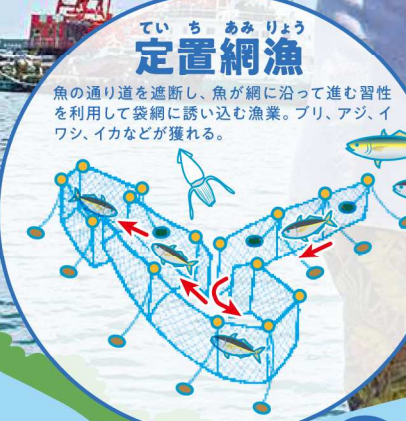 てい ち あみ りょう
定置網漁
魚の通り道を遮断し、魚が網に沿って進む習性
を利用して袋網に誘い込む漁業。ブリ、アジ、イ
ワシ、イカなどが獲れる。